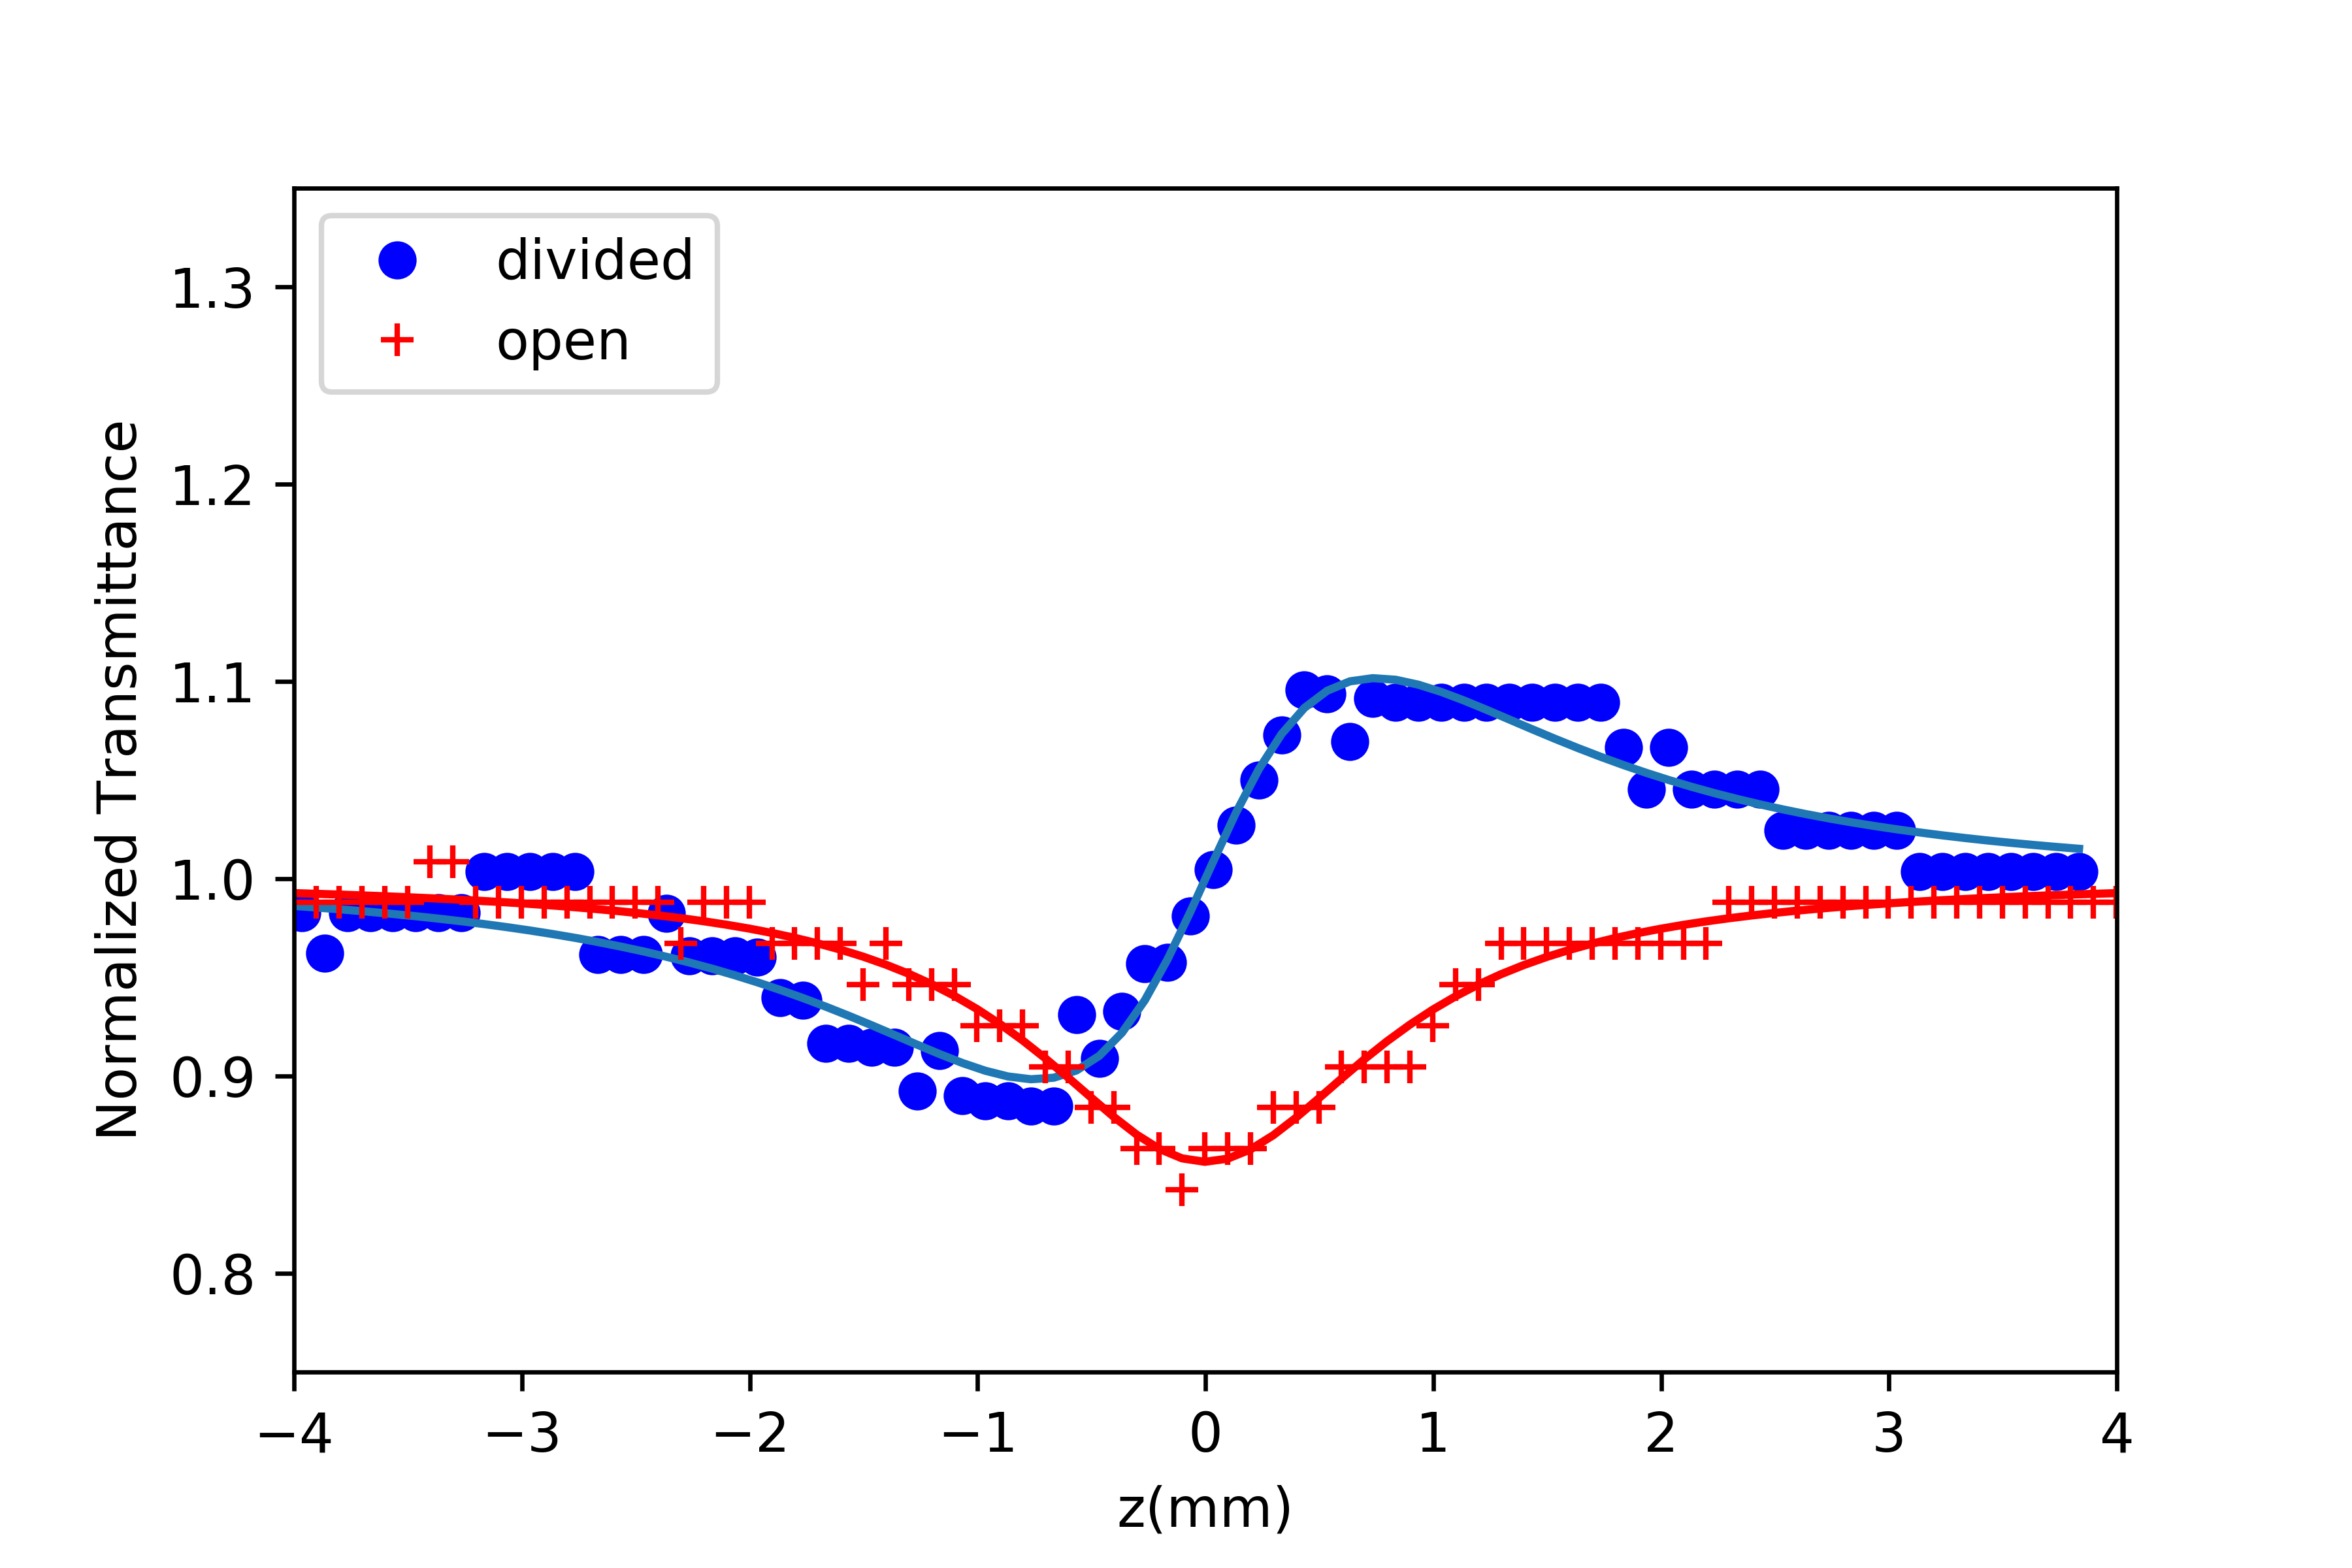 divided
open
Normalized Transmittance
1.3
1.2
1.1
1.0
0.9
0.8
−4 −3 −2 −1 0 1 2 3 4
z(mm)